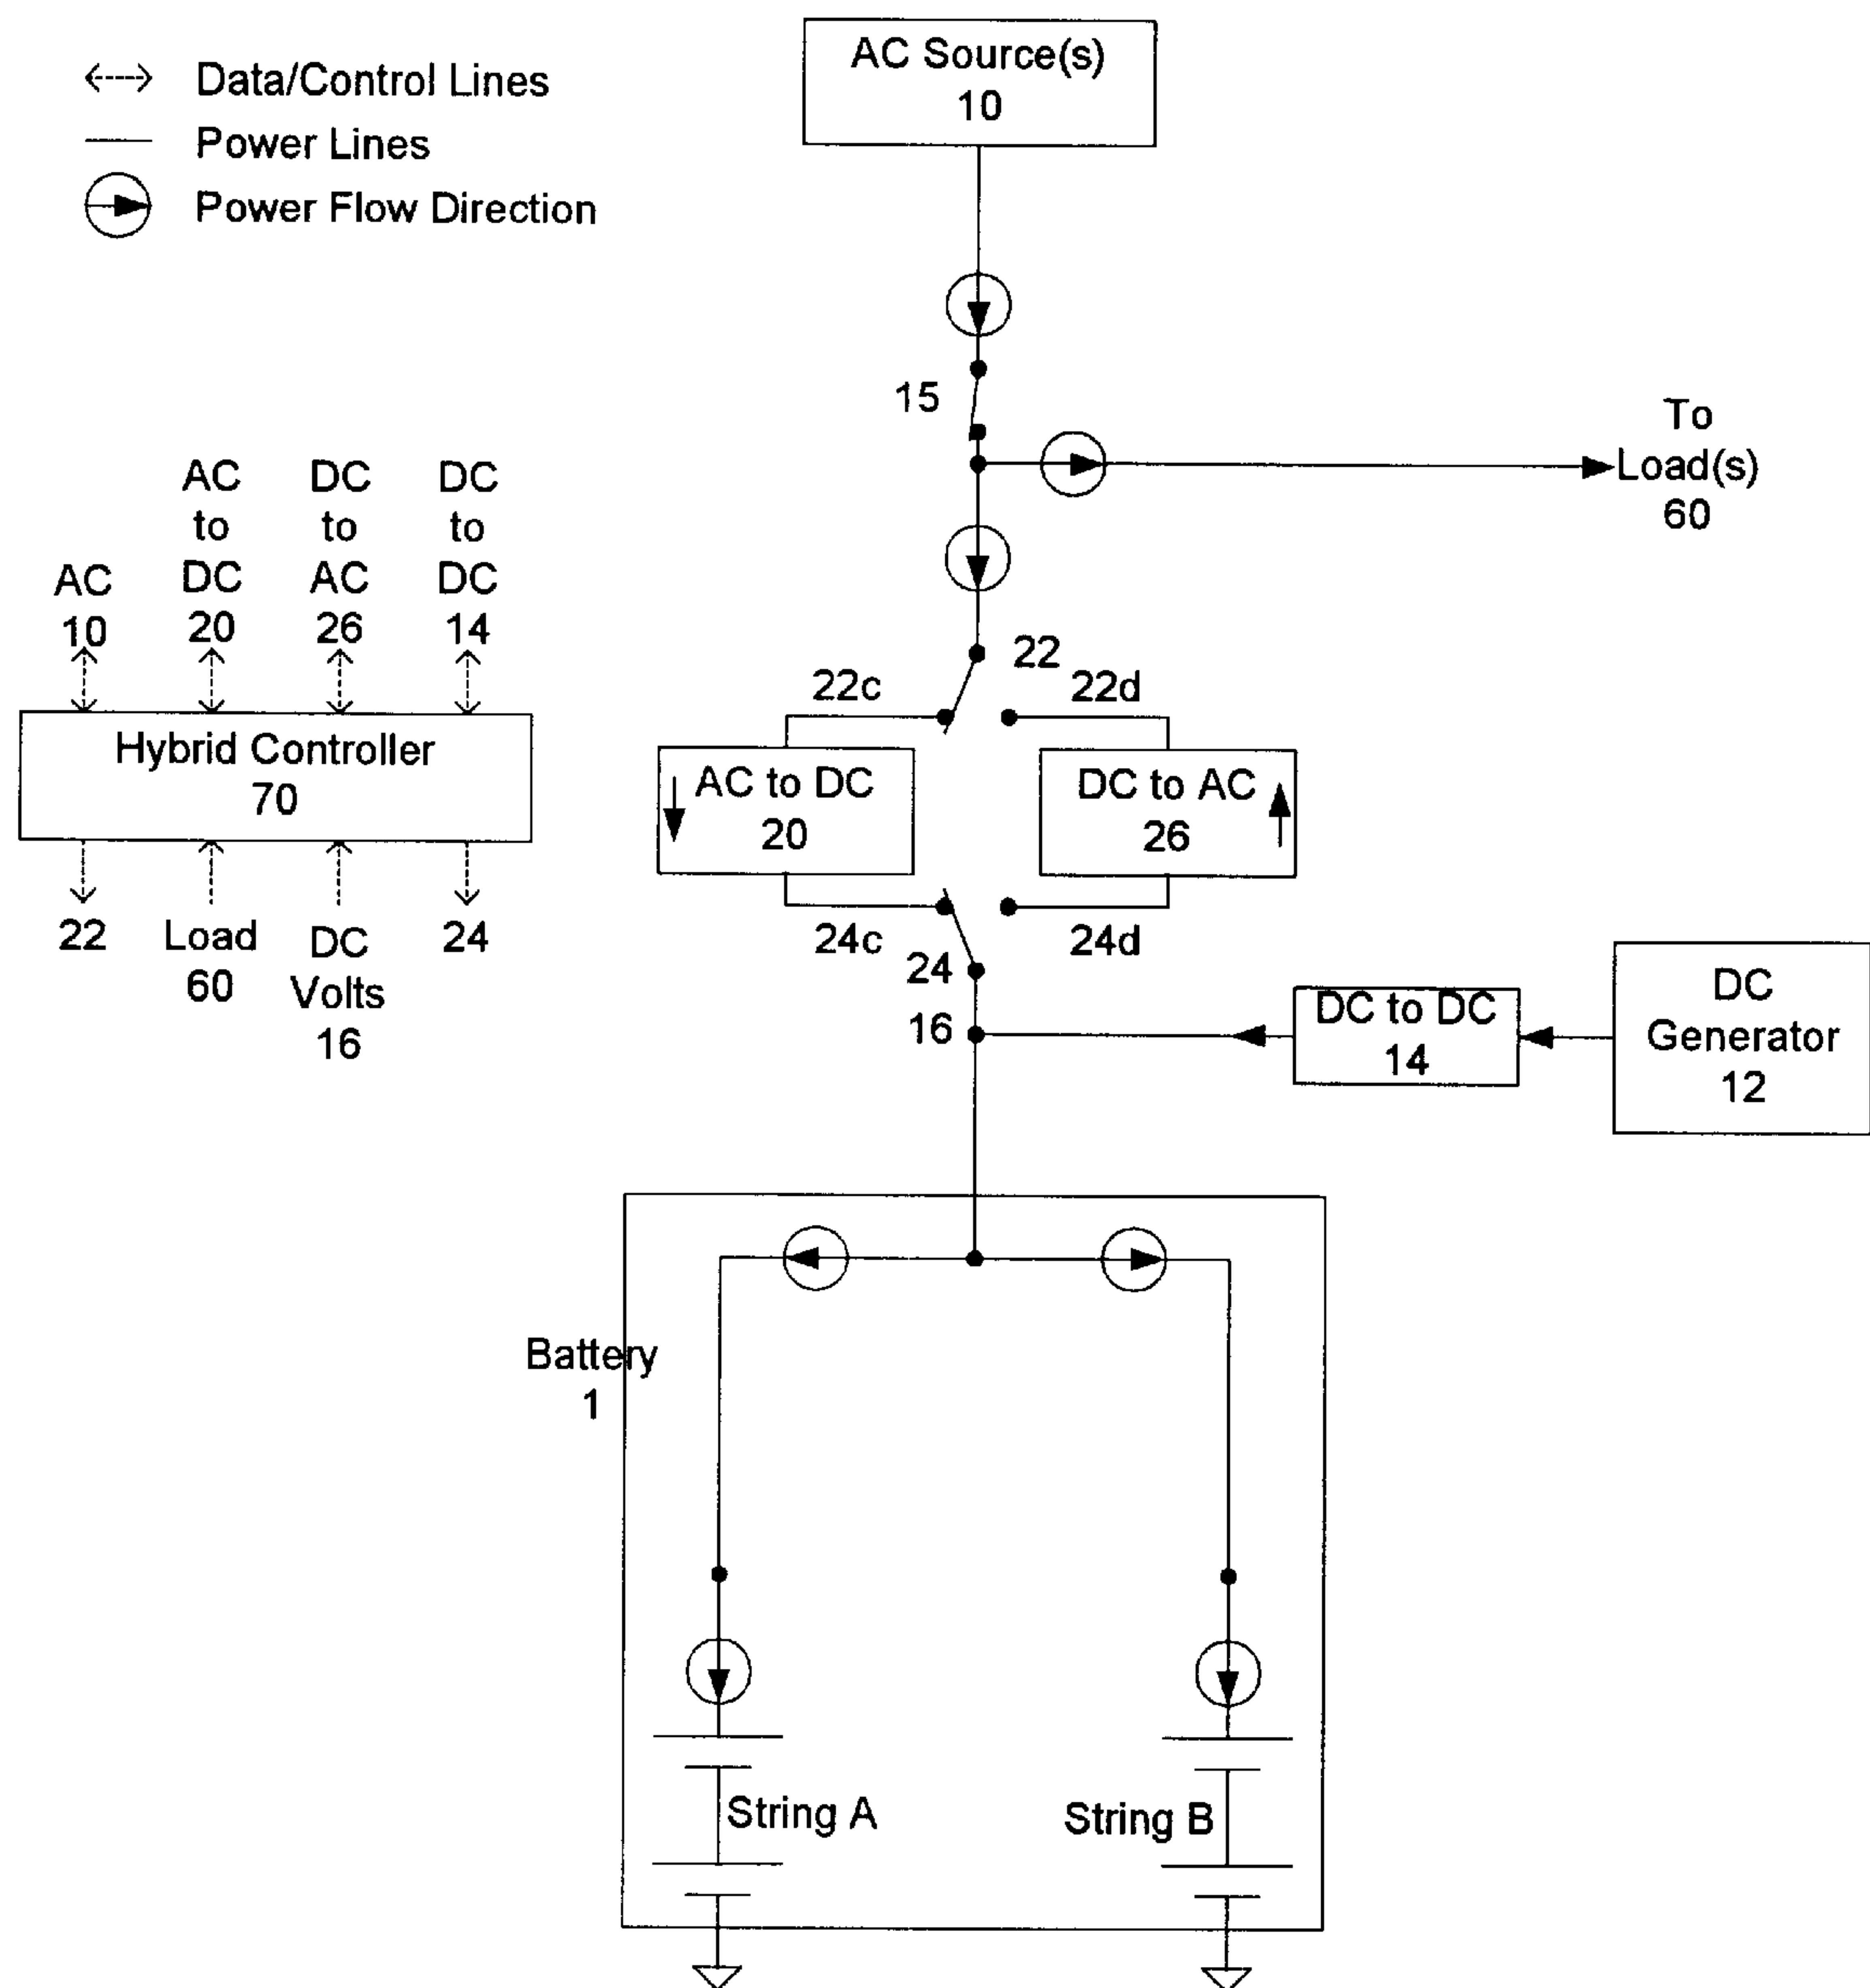 Data/Control Lines
Power Lines
Power Flow Direction
AC Source(s)
10
15
To
Load(s)
60
AC
10
AC
to
DC
20
DC
to
AC
26
DC
to
DC
14
Hybrid Controller
70
22
Load
60
DC
Volts
16
24
22
22c
22d
AC to DC
20
DC to AC
26
24c
24
24d
16
DC to DC
14
DC
Generator
12
Battery
1
String A
String B